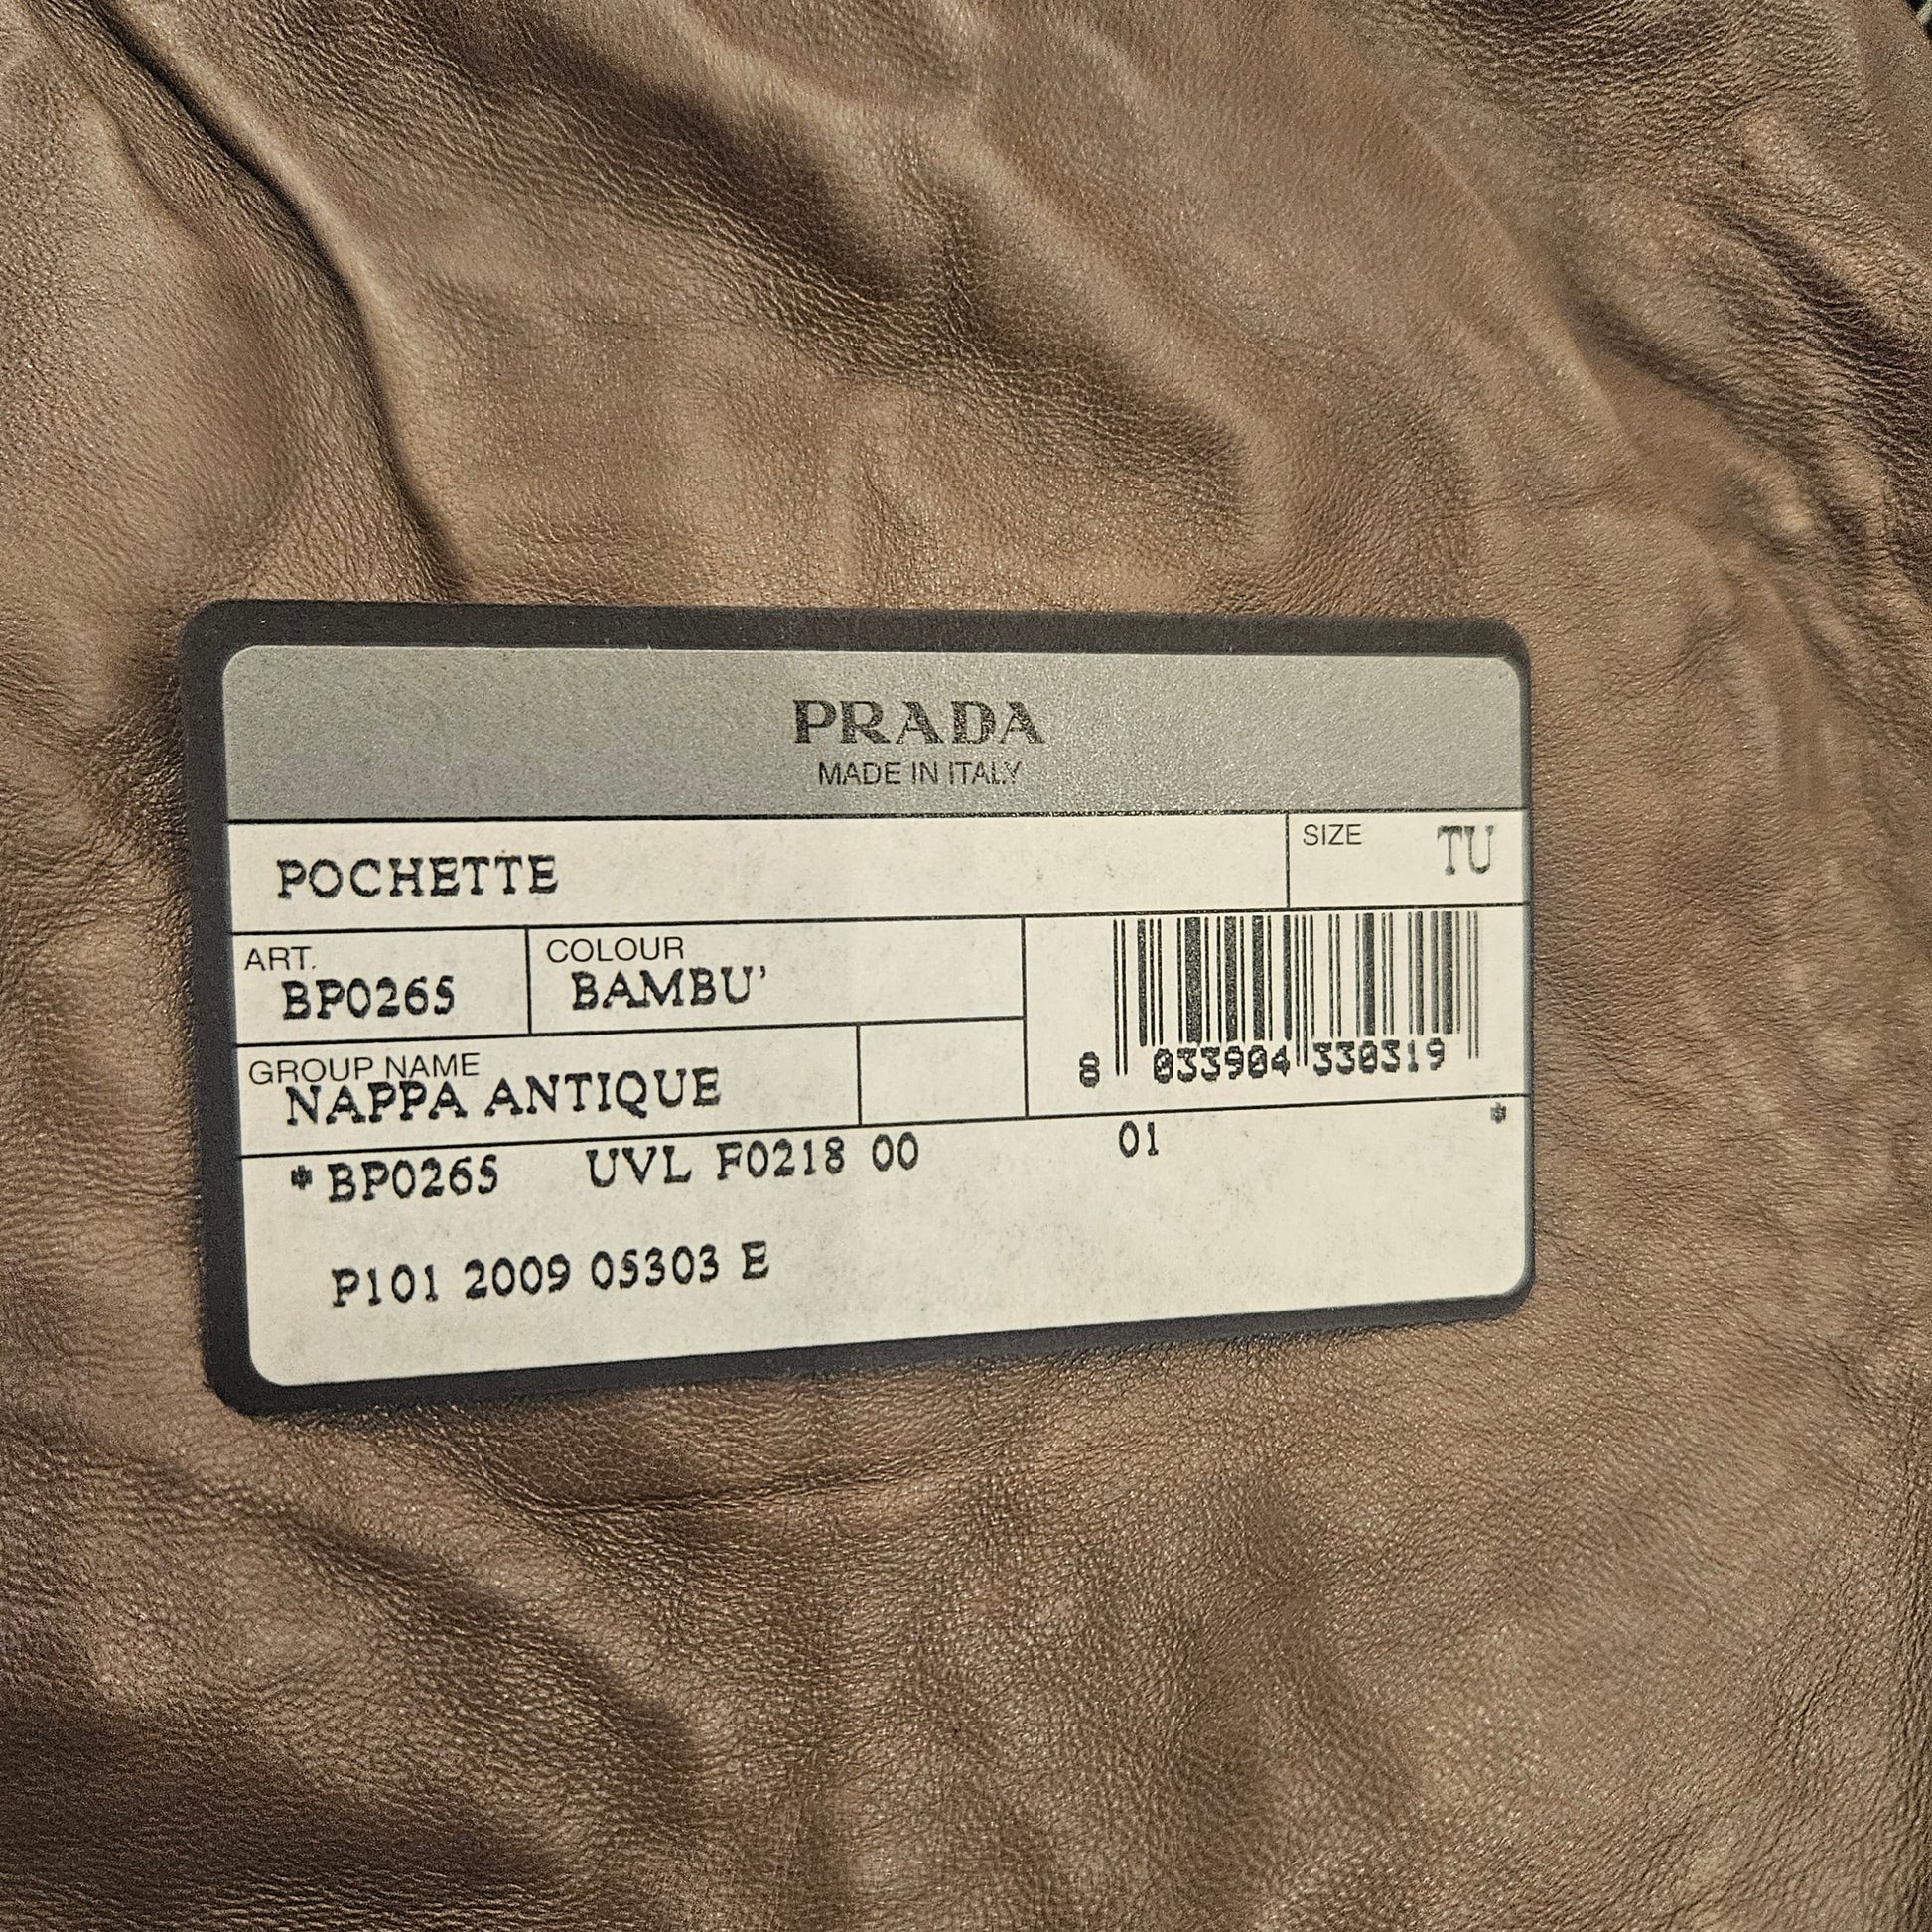 PRADA
MADE IN ITALY
POCHETTE
SIZE TU
ART.
BP0265
COLOUR
BAMBU'
GROUP NAME
NAPPA ANTIQUE
8 033904 330319
*BP0265 UVL F0218 00 01 *
P101 2009 05303 E